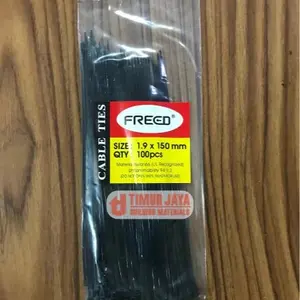 CABLE TIES
FREED
SIZE: 1.9 x 150 mm
QTY: 100pcs
TIMUR JAYA
BUILDING MATERIALS